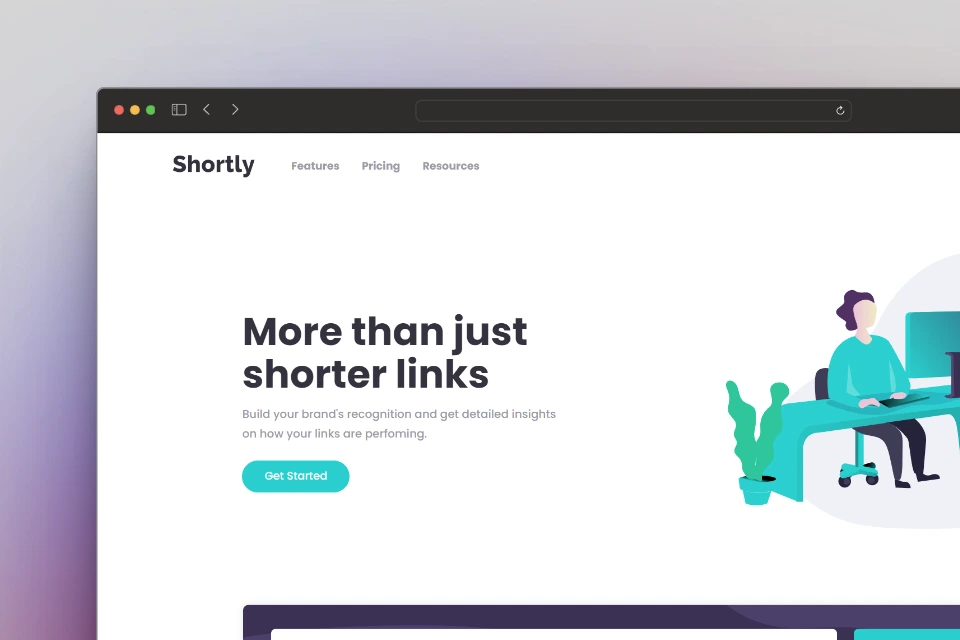 Shortly
Features Pricing Resources
More than just
shorter links
Build your brand's recognition and get detailed insights
on how your links are perfoming.
Get Started